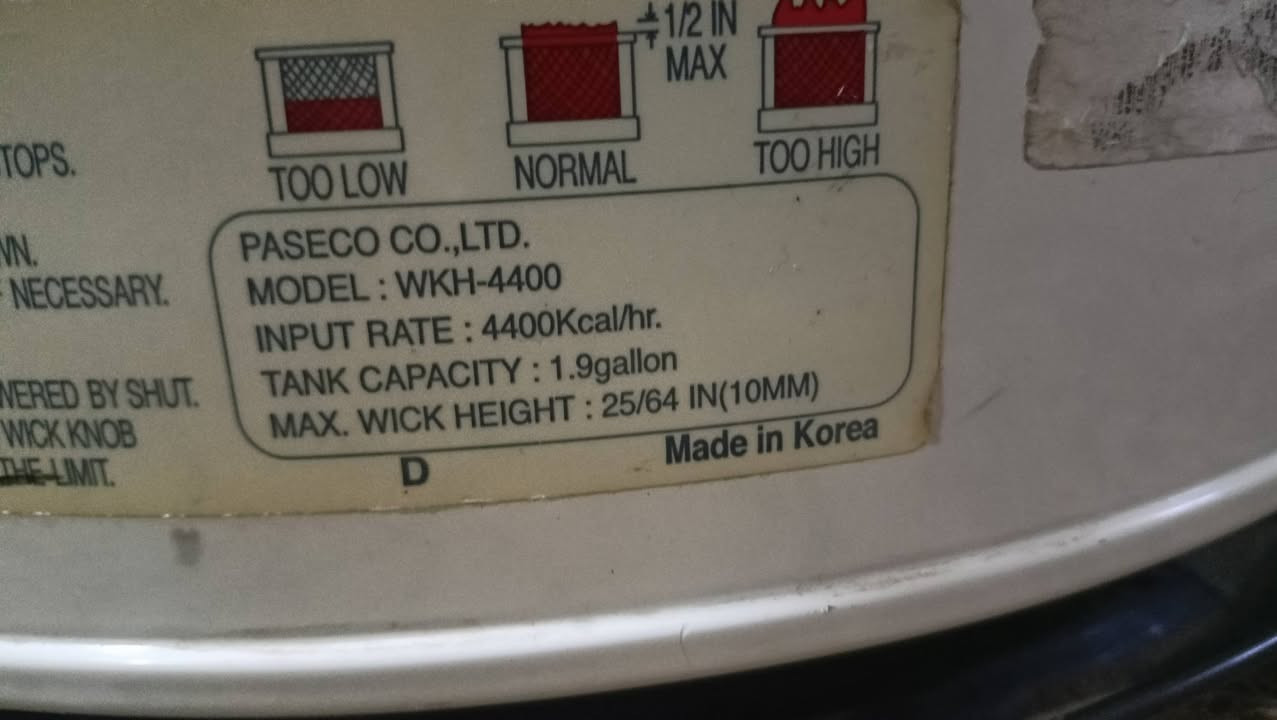 1/2 IN
MAX
TOO LOW
NORMAL
TOO HIGH
TOPS.
WN.
NECESSARY.
WERED BY SHUT.
WICK KNOB
THE LIMIT.
PASECO CO.,LTD.
MODEL : WKH-4400
INPUT RATE : 4400Kcal/hr.
TANK CAPACITY : 1.9gallon
MAX. WICK HEIGHT : 25/64 IN(10MM)
D
Made in Korea